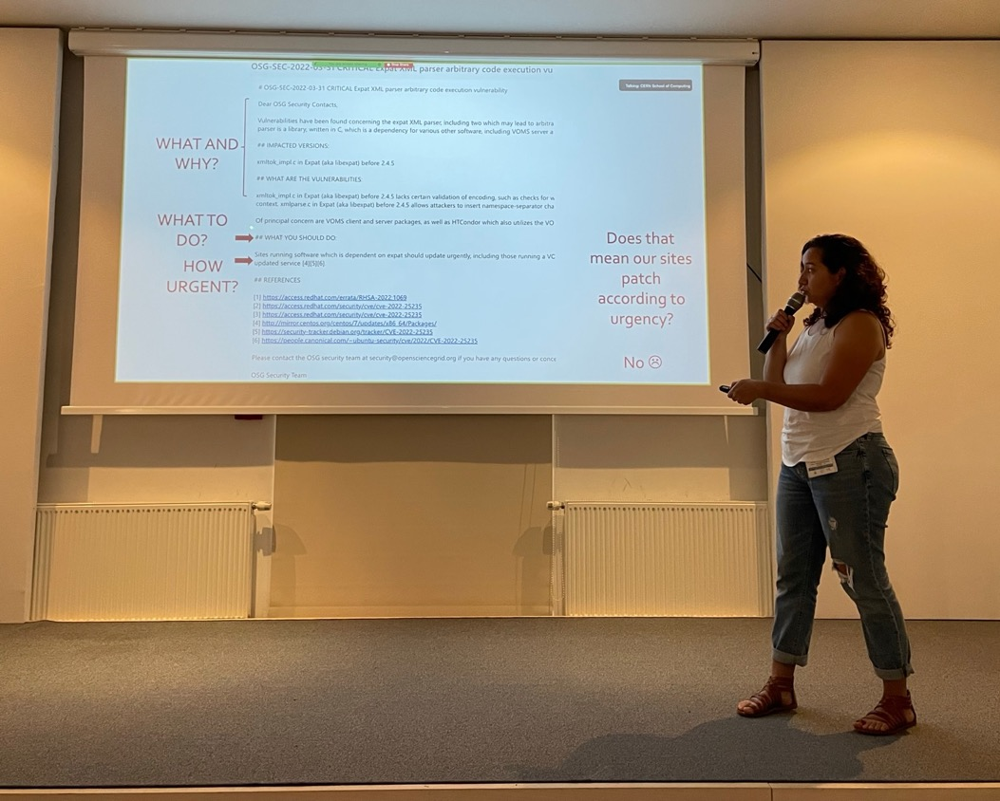 OSG-SEC-2022-03-31 CRITICAL Expat XML parser arbitrary code execution vu
Talking: CERN School of Computing
# OSG-SEC-2022-03-31 CRITICAL Expat XML parser arbitrary code execution vulnerability
Dear OSG Security Contacts,
Vulnerabilities have been found concerning the expat XML parser, including two which may lead to arbitra
parser is a library, written in C, which is a dependency for various other software, including VOMS server a
## IMPACTED VERSIONS:
xmltok_impl.c in Expat (aka libexpat) before 2.4.5
## WHAT ARE THE VULNERABILITIES:
xmltok_impl.c in Expat (aka libexpat) before 2.4.5 lacks certain validation of encoding, such as checks for w
context. xmlparse.c in Expat (aka libexpat) before 2.4.5 allows attackers to insert namespace-separator cha
Of principal concern are VOMS client and server packages, as well as HTCondor which also utilizes the VO
## WHAT YOU SHOULD DO:
Sites running software which is dependent on expat should update urgently, including those running a VC
updated service [4][5][6]
## REFERENCES
[1] https://access.redhat.com/errata/RHSA-2022:1069
[2] https://access.redhat.com/security/cve/cve-2022-25235
[3] https://access.redhat.com/security/cve/cve-2022-25235
[4] http://mirror.centos.org/centos/7/updates/x86_64/Packages/
[5] https://security-tracker.debian.org/tracker/CVE-2022-25235
[6] https://people.canonical.com/~ubuntu-security/cve/2022/CVE-2022-25235
Please contact the OSG security team at security@opensciencegrid.org if you have any questions or conce
OSG Security Team
WHAT AND
WHY?
WHAT TO
DO?
HOW
URGENT?
Does that
mean our sites
patch
according to
urgency?
No ☹